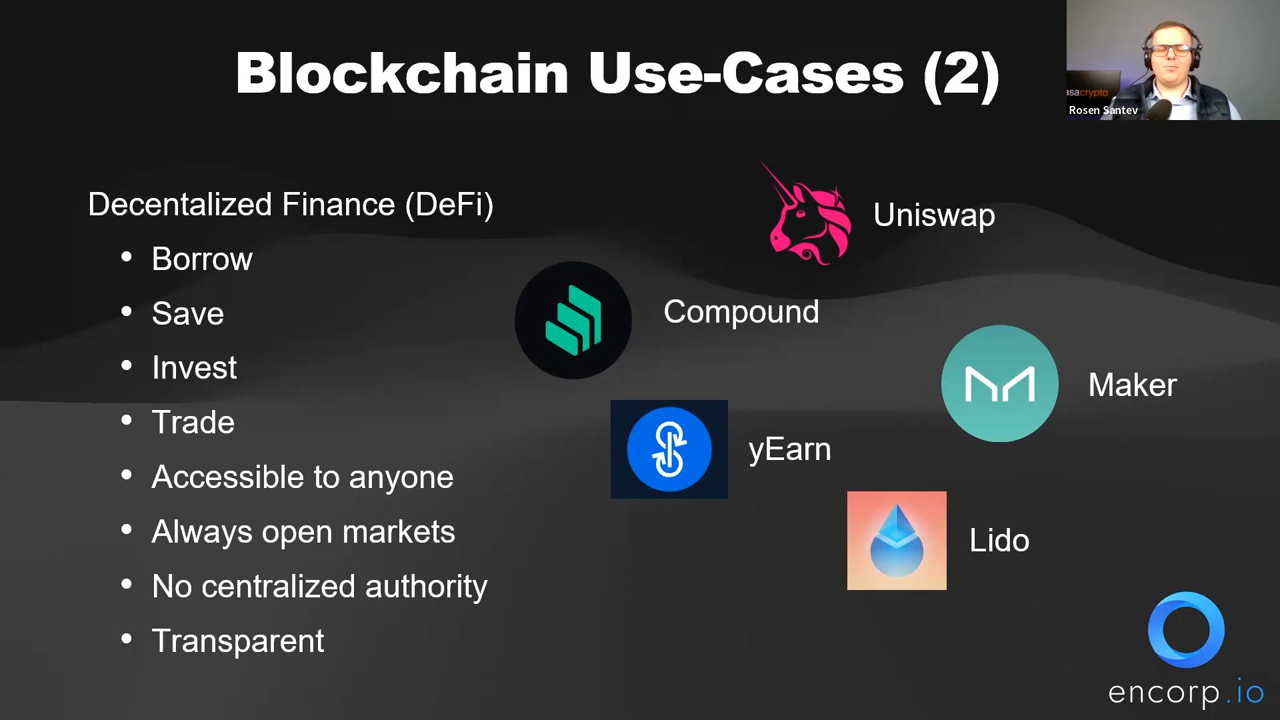 Blockchain Use-Cases (2)
asacrypto
Rosen Santev
Decentalized Finance (DeFi)
• Borrow
• Save
• Invest
• Trade
• Accessible to anyone
• Always open markets
• No centralized authority
• Transparent
Uniswap
Compound
Maker
yEarn
Lido
encorp.io